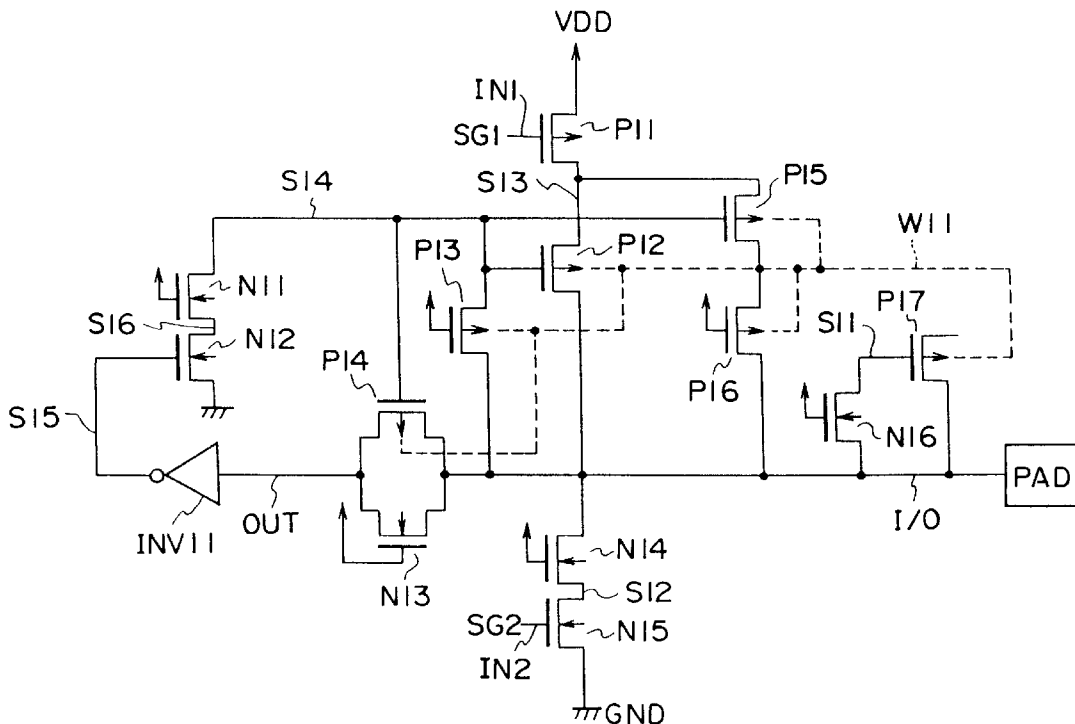 VDD
IN1
SG1
P11
S14
S13
P15
P13
P12
W11
N11
S16
N12
P17
S11
P14
P16
S15
N16
PAD
OUT
I/O
INV11
N14
N13
S12
SG2
N15
IN2
GND